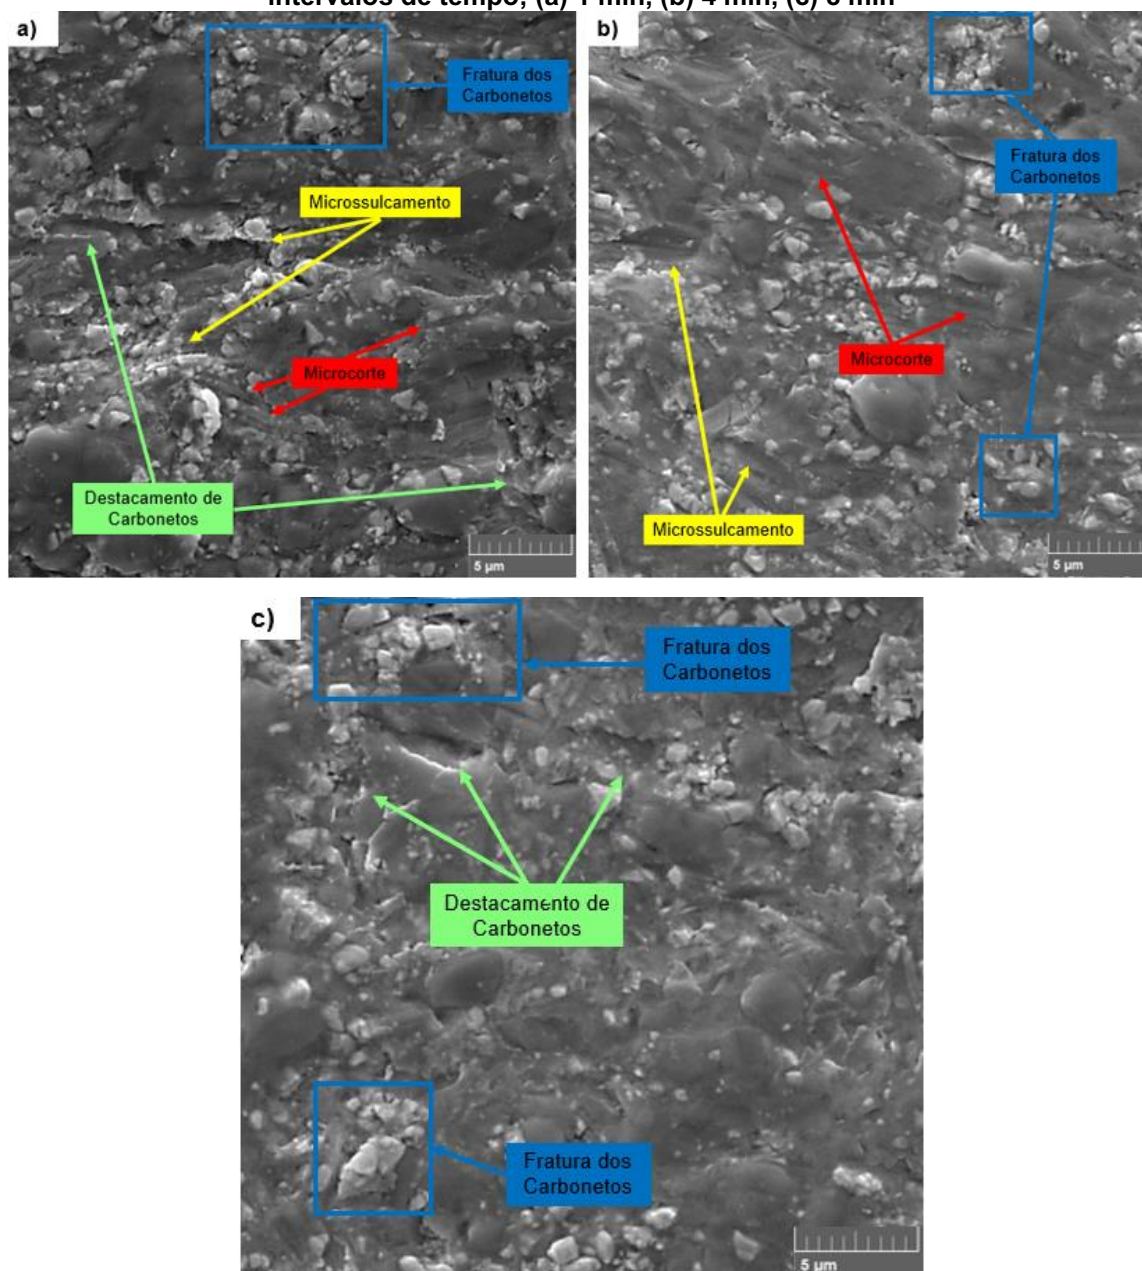 a)
Fratura dos
Carbonetos
Microssulcamento
Microcorte
Destacamento de
Carbonetos
5 µm
b)
Fratura dos
Carbonetos
Microcorte
Microssulcamento
5 µm
c)
Fratura dos
Carbonetos
Destacamento de
Carbonetos
Fratura dos
Carbonetos
5 µm